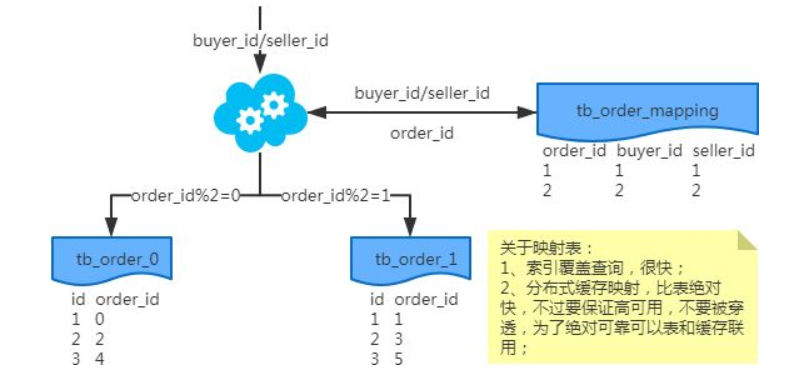 buyer_id/seller_id
buyer_id/seller_id
order_id
tb_order_mapping
order_id buyer_id seller_id
1 1 1
2 2 2
order_id%2=0
order_id%2=1
tb_order_0
id order_id
1 0
2 2
3 4
tb_order_1
id order_id
1 1
2 3
3 5
关于映射表：
1、索引覆盖查询，很快；
2、分布式缓存映射，比表绝对
快，不过要保证高可用，不要被穿
透，为了绝对可靠可以表和缓存联
用；